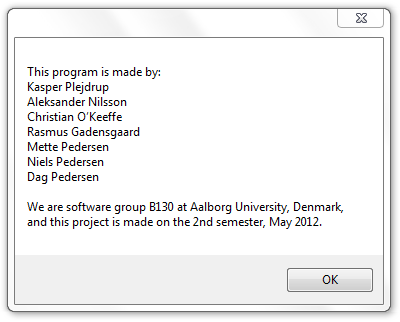 This program is made by:
Kasper Plejdrup
Aleksander Nilsson
Christian O'Keeffe
Rasmus Gadensgaard
Mette Pedersen
Niels Pedersen
Dag Pedersen
We are software group B130 at Aalborg University, Denmark,
and this project is made on the 2nd semester, May 2012.
OK